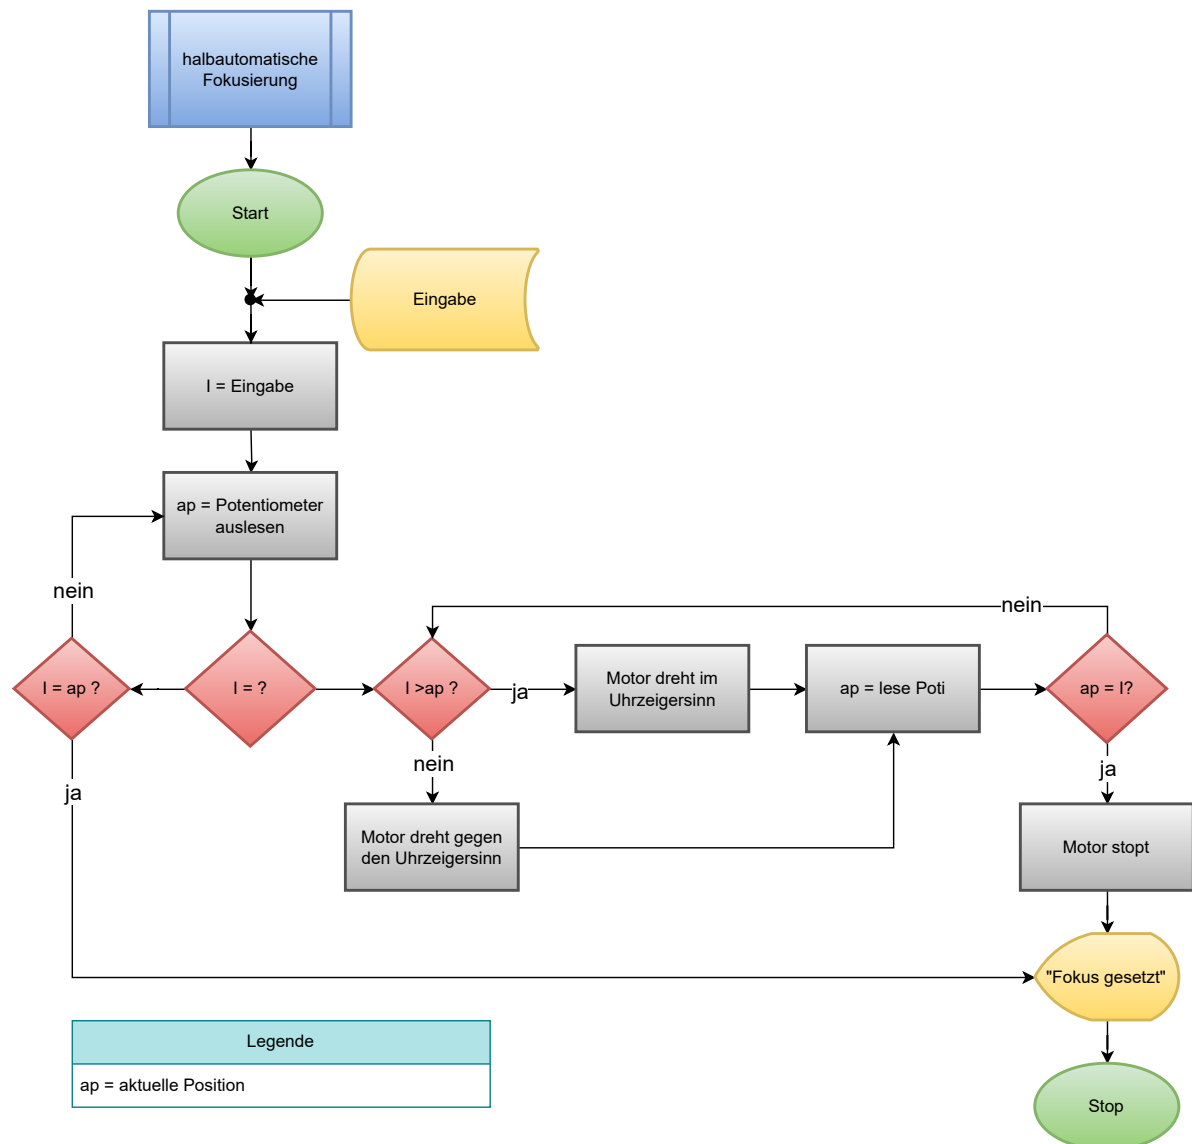 halbautomatische
Fokusierung
Start
Eingabe
I = Eingabe
ap = Potentiometer
auslesen
nein
nein
I = ap ?
I = ?
I >ap ?
ja
Motor dreht im
Uhrzeigersinn
ap = lese Poti
ap = I?
nein
ja
ja
Motor dreht gegen
den Uhrzeigersinn
Motor stopt
"Fokus gesetzt"
Legende
ap = aktuelle Position
Stop